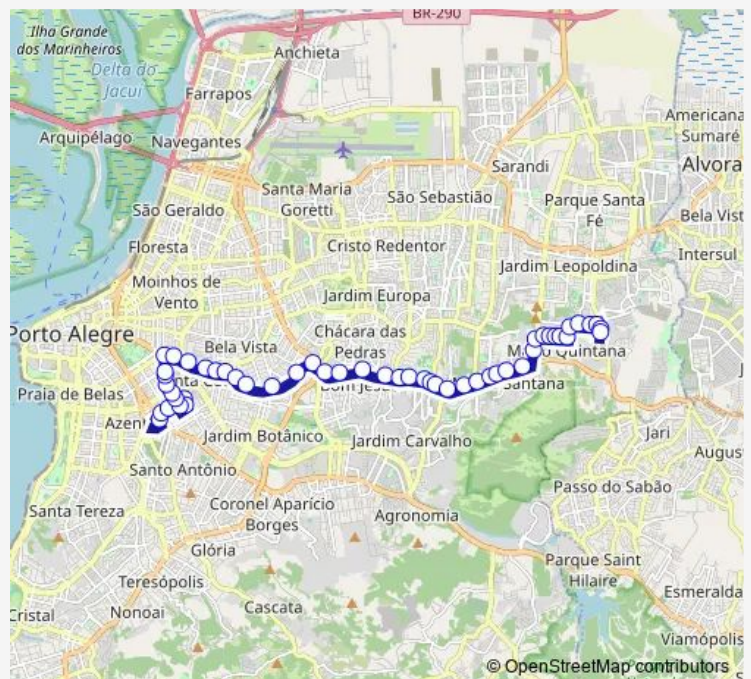 BR-290
Ilha Grande
dos Marinheiros
Anchieta
Delta do
Jacuí
Farrapos
Americana
Sumaré
Arquipélago
Navegantes
Sarandi
Alvora
Santa Maria
Goretti
São Sebastião
Parque Santa
Fé
São Geraldo
Bela Vist
Floresta
Cristo Redentor
Intersul
Jardim Leopoldina
Moinhos de
Vento
Jardim Europa
Porto Alegre
Chácara das
Pedras
Bela Vista
Quintana
Praia de Belas
Santana
Azen
Jardim Botânico
Jardim Carvalho
Jari
Augus
Santo Antônio
Passo do Sabão
Santa Tereza
Coronel Aparício
Borges
Agronomia
Glória
Parque Saint
Hilaire
Teresópolis
Esmeralda
Cristal
Nonoai
Cascata
Viamópolis
© OpenStreetMap contributors